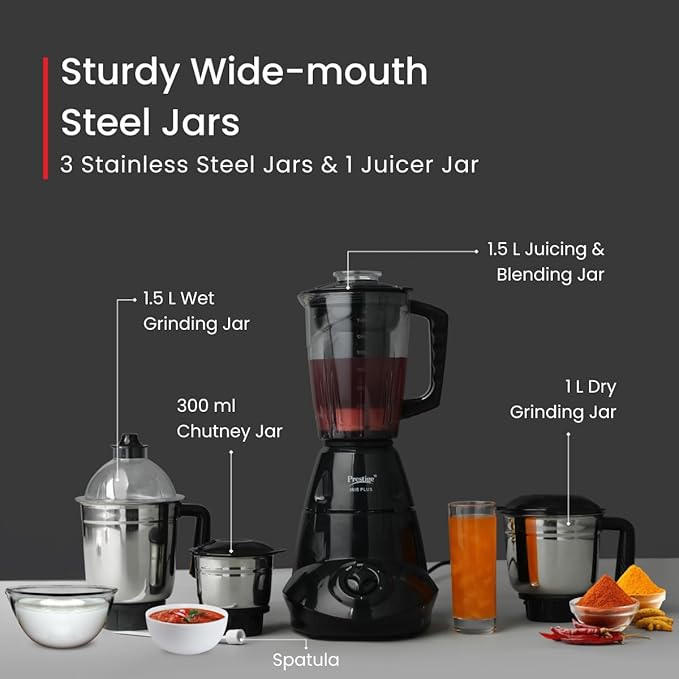 Sturdy Wide-mouth
Steel Jars
3 Stainless Steel Jars & 1 Juicer Jar
1.5 L Juicing &
Blending Jar
1.5 L Wet
Grinding Jar
300 ml
Chutney Jar
1 L Dry
Grinding Jar
Prestige
IRIS PLUS
Spatula